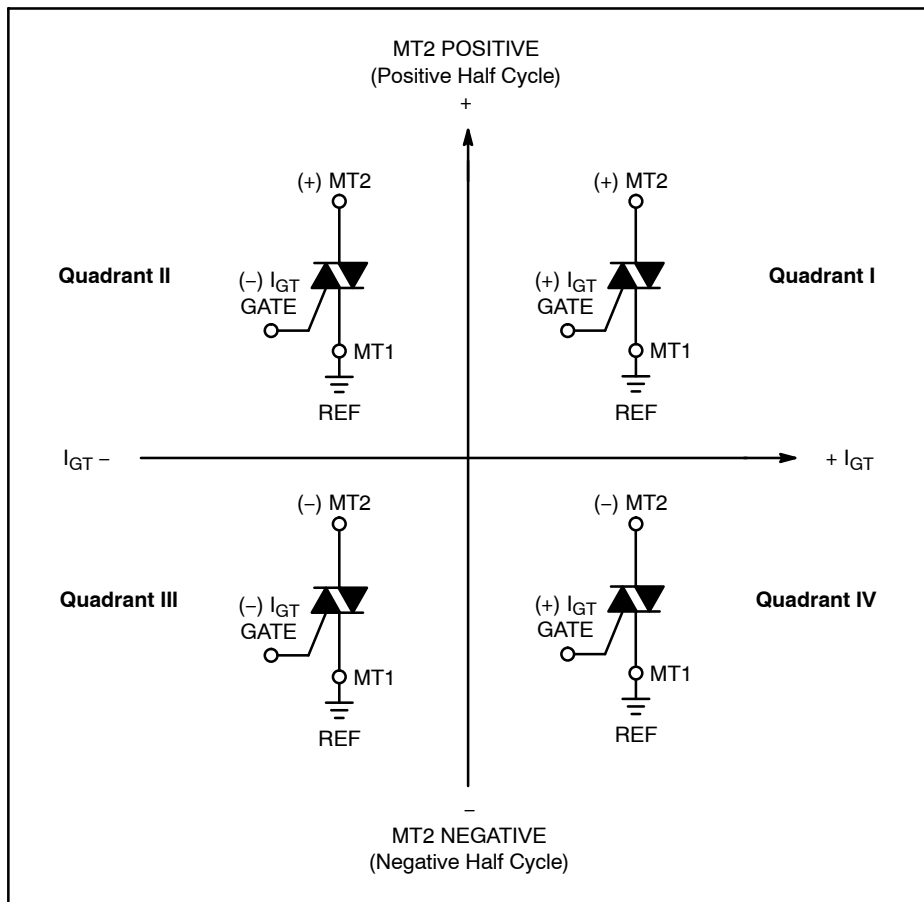 MT2 POSITIVE
(Positive Half Cycle)
+
(+) MT2
(+) MT2
Quadrant II
(−) IGT
GATE
(+) IGT
GATE
Quadrant I
MT1
MT1
REF
REF
IGT −
+ IGT
(−) MT2
(−) MT2
Quadrant III
(−) IGT
GATE
(+) IGT
GATE
Quadrant IV
MT1
MT1
REF
REF
−
MT2 NEGATIVE
(Negative Half Cycle)